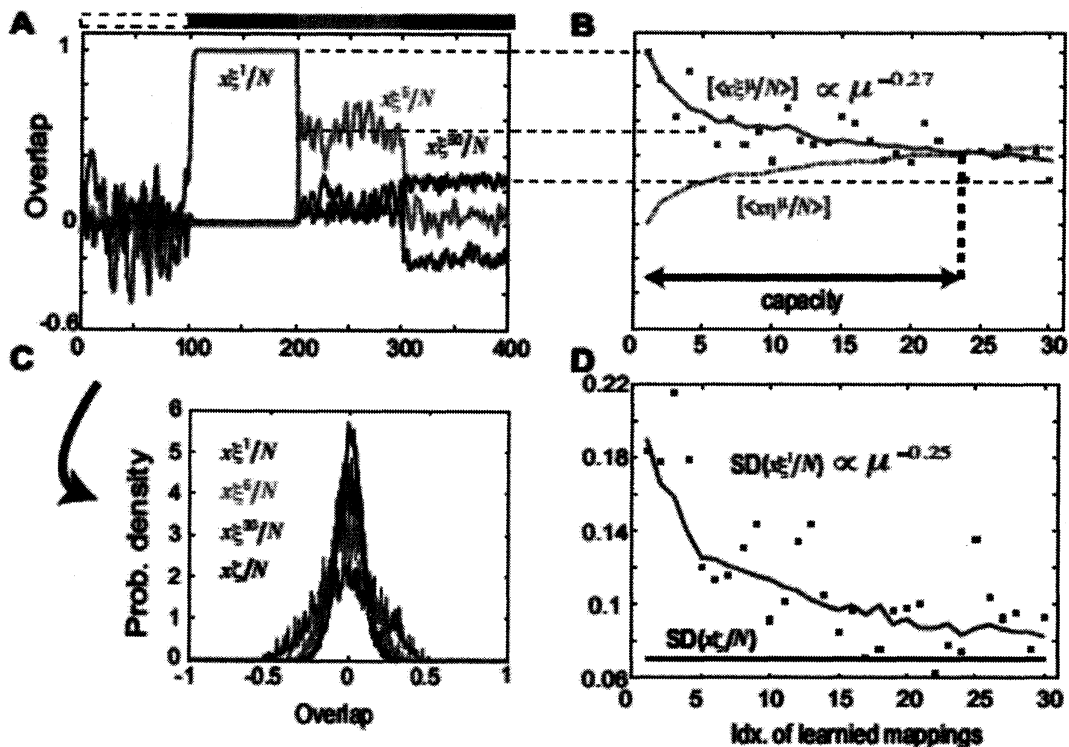 A
B
1
0
-0.6
Overlap
xξ¹/N
xξ⁵/N
xξ³⁰/N
0 100 200 300 400
[<xξ^μ/N>] ∝ μ^−0.27
[<xη^μ/N>]
capacity
0 5 10 15 20 25 30
C
D
6
5
4
3
2
1
0
Prob. density
xξ¹/N
xξ⁵/N
xξ³⁰/N
xζ/N
-1 -0.5 0 0.5 1
Overlap
0.22
0.18
0.14
0.1
0.06
SD(xξ¹/N) ∝ μ^−0.25
SD(xζ/N)
0 5 10 15 20 25 30
Idx. of learnied mappings